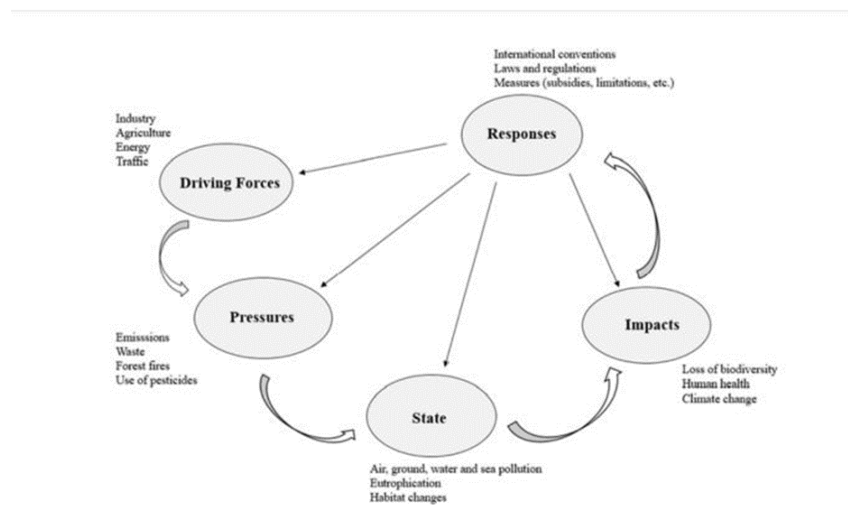 International conventions
Laws and regulations
Measures (subsidies, limitations, etc.)
Responses
Industry
Agriculture
Energy
Traffic
Driving Forces
Pressures
Emisssions
Waste
Forest fires
Use of pesticides
Impacts
Loss of biodiversity
Human health
Climate change
State
Air, ground, water and sea pollution
Eutrophication
Habitat changes